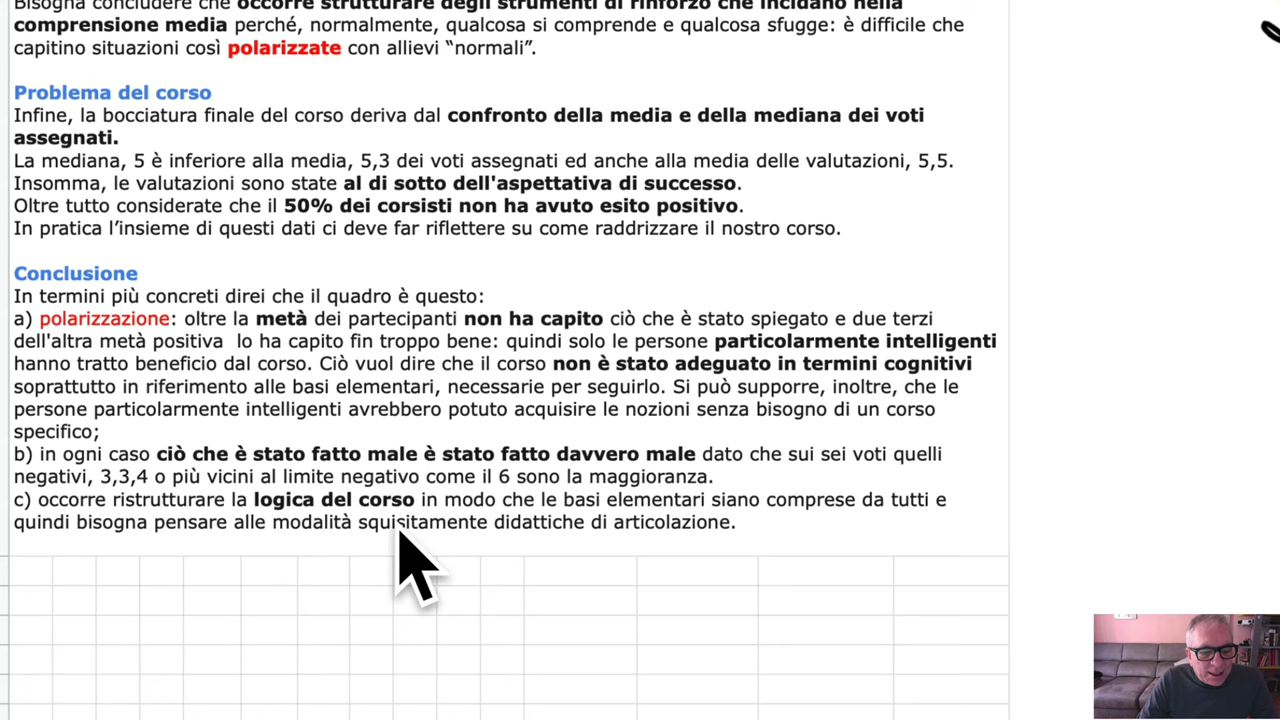 Bisogna concludere che occorre strutturare degli strumenti di rinforzo che incidano nella
comprensione media perché, normalmente, qualcosa si comprende e qualcosa sfugge: è difficile che
capitino situazioni così polarizzate con allievi “normali”.
Problema del corso
Infine, la bocciatura finale del corso deriva dal confronto della media e della mediana dei voti
assegnati.
La mediana, 5 è inferiore alla media, 5,3 dei voti assegnati ed anche alla media delle valutazioni, 5,5.
Insomma, le valutazioni sono state al di sotto dell'aspettativa di successo.
Oltre tutto considerate che il 50% dei corsisti non ha avuto esito positivo.
In pratica l’insieme di questi dati ci deve far riflettere su come raddrizzare il nostro corso.
Conclusione
In termini più concreti direi che il quadro è questo:
a) polarizzazione: oltre la metà dei partecipanti non ha capito ciò che è stato spiegato e due terzi
dell'altra metà positiva  lo ha capito fin troppo bene: quindi solo le persone particolarmente intelligenti
hanno tratto beneficio dal corso. Ciò vuol dire che il corso non è stato adeguato in termini cognitivi
soprattutto in riferimento alle basi elementari, necessarie per seguirlo. Si può supporre, inoltre, che le
persone particolarmente intelligenti avrebbero potuto acquisire le nozioni senza bisogno di un corso
specifico;
b) in ogni caso ciò che è stato fatto male è stato fatto davvero male dato che sui sei voti quelli
negativi, 3,3,4 o più vicini al limite negativo come il 6 sono la maggioranza.
c) occorre ristrutturare la logica del corso in modo che le basi elementari siano comprese da tutti e
quindi bisogna pensare alle modalità squisitamente didattiche di articolazione.